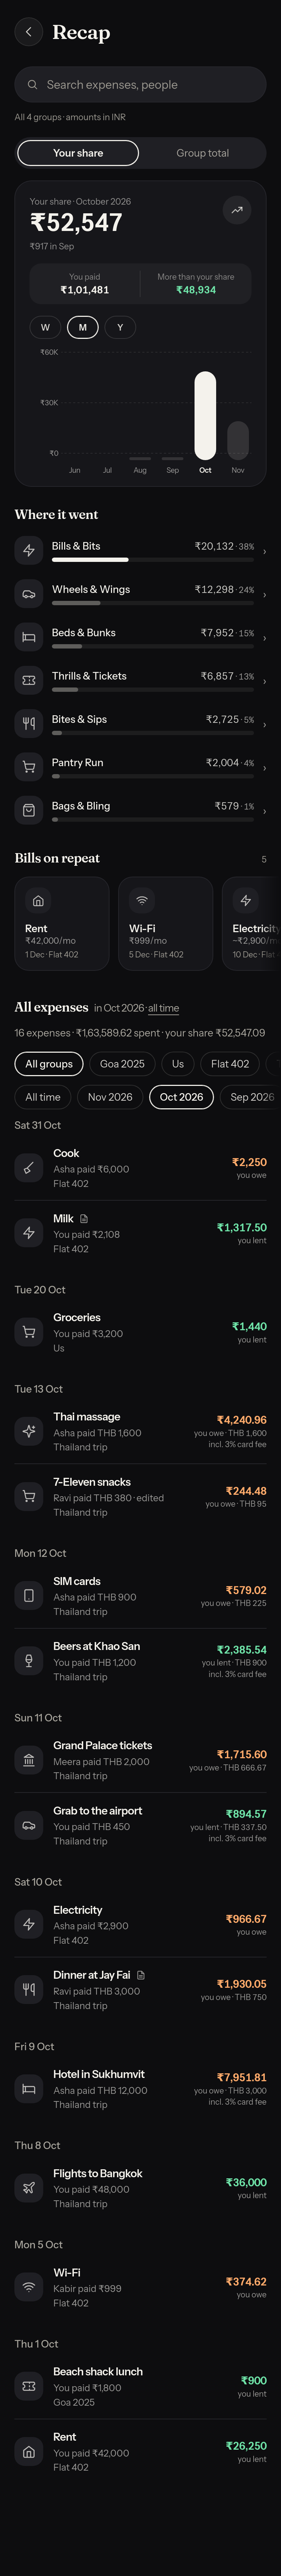 Recap
Search expenses, people
All 4 groups · amounts in INR
Your share
Group total
Your share · October 2026
₹52,547
₹917 in Sep
You paid
₹1,01,481
More than your share
₹48,934
W
M
Y
₹60K
₹30K
₹0
Jun
Jul
Aug
Sep
Oct
Nov
Where it went
Bills & Bits
₹20,132 · 38%
Wheels & Wings
₹12,298 · 24%
Beds & Bunks
₹7,952 · 15%
Thrills & Tickets
₹6,857 · 13%
Bites & Sips
₹2,725 · 5%
Pantry Run
₹2,004 · 4%
Bags & Bling
₹579 · 1%
Bills on repeat
5
Rent
₹42,000/mo
1 Dec · Flat 402
Wi-Fi
₹999/mo
5 Dec · Flat 402
Electricity
~₹2,900/m
10 Dec · Flat
All expenses in Oct 2026 · all time
16 expenses · ₹1,63,589.62 spent · your share ₹52,547.09
All groups
Goa 2025
Us
Flat 402
All time
Nov 2026
Oct 2026
Sep 2026
Sat 31 Oct
Cook
Asha paid ₹6,000
Flat 402
₹2,250
you owe
Milk
You paid ₹2,108
Flat 402
₹1,317.50
you lent
Tue 20 Oct
Groceries
You paid ₹3,200
Us
₹1,440
you lent
Tue 13 Oct
Thai massage
Asha paid THB 1,600
Thailand trip
₹4,240.96
you owe · THB 1,600
incl. 3% card fee
7-Eleven snacks
Ravi paid THB 380 · edited
Thailand trip
₹244.48
you owe · THB 95
Mon 12 Oct
SIM cards
Asha paid THB 900
Thailand trip
₹579.02
you owe · THB 225
Beers at Khao San
You paid THB 1,200
Thailand trip
₹2,385.54
you lent · THB 900
incl. 3% card fee
Sun 11 Oct
Grand Palace tickets
Meera paid THB 2,000
Thailand trip
₹1,715.60
you owe · THB 666.67
Grab to the airport
You paid THB 450
Thailand trip
₹894.57
you lent · THB 337.50
incl. 3% card fee
Sat 10 Oct
Electricity
Asha paid ₹2,900
Flat 402
₹966.67
you owe
Dinner at Jay Fai
Ravi paid THB 3,000
Thailand trip
₹1,930.05
you owe · THB 750
Fri 9 Oct
Hotel in Sukhumvit
Asha paid THB 12,000
Thailand trip
₹7,951.81
you owe · THB 3,000
incl. 3% card fee
Thu 8 Oct
Flights to Bangkok
You paid ₹48,000
Thailand trip
₹36,000
you lent
Mon 5 Oct
Wi-Fi
Kabir paid ₹999
Flat 402
₹374.62
you owe
Thu 1 Oct
Beach shack lunch
You paid ₹1,800
Goa 2025
₹900
you lent
Rent
You paid ₹42,000
Flat 402
₹26,250
you lent